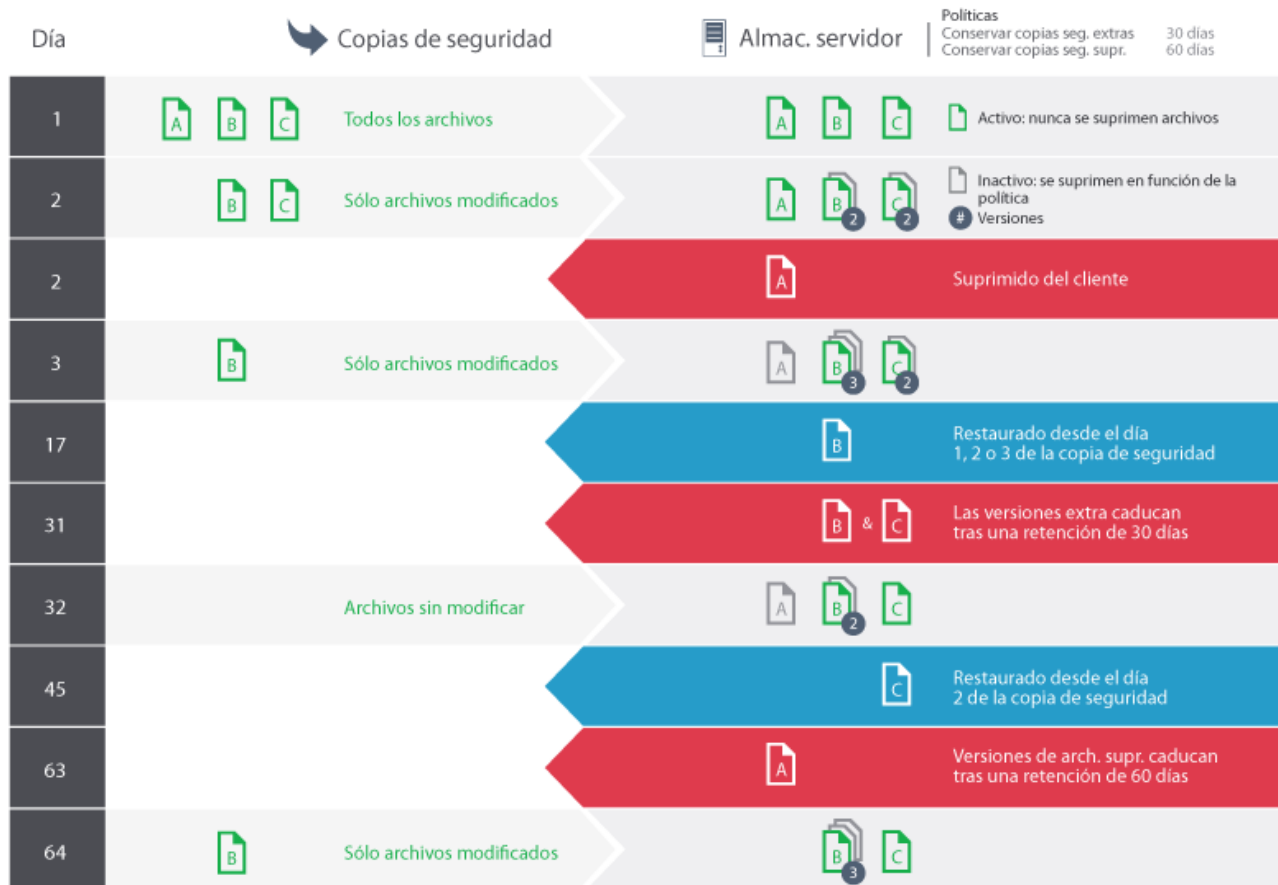 Día
Copias de seguridad
Almac. servidor
Políticas
Conservar copias seg. extras 30 días
Conservar copias seg. supr. 60 días
1
A B C
Todos los archivos
A B C
Activo: nunca se suprimen archivos
2
B C
Sólo archivos modificados
A B 2 C 2
Inactivo: se suprimen en función de la
política
# Versiones
2
A
Suprimido del cliente
3
B
Sólo archivos modificados
A B 3 C 2
17
B
Restaurado desde el día
1, 2 o 3 de la copia de seguridad
31
B & C
Las versiones extra caducan
tras una retención de 30 días
32
Archivos sin modificar
A B 2 C
45
C
Restaurado desde el día
2 de la copia de seguridad
63
A
Versiones de arch. supr. caducan
tras una retención de 60 días
64
B
Sólo archivos modificados
B 3 C